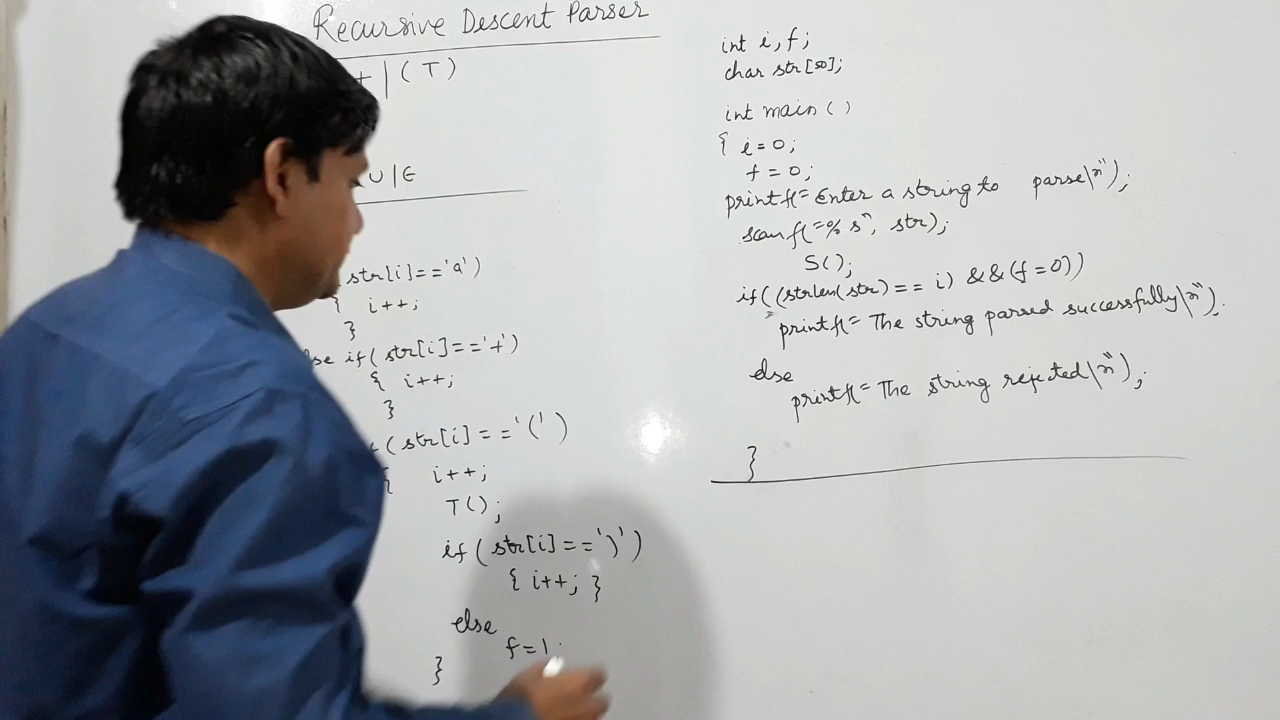 Recursive Descent Parser
+ | (T)
U | ∈
str[i]=='a')
{ i++;
}
else if( str[i]=='+')
{ i++;
}
(str[i] == '(' )
{ i++;
T();
if( str[i]==')' )
{ i++; }
else
f=1;
}
int i, f;
char str[50];
int main ()
{ i=0;
f = 0;
printf("Enter a string to parse\n");
scanf("%s", str);
S();
if((strlen(str)== i) &&(f=0))
printf("The string parsed successfully\n").
else
printf("The string rejected\n");
}